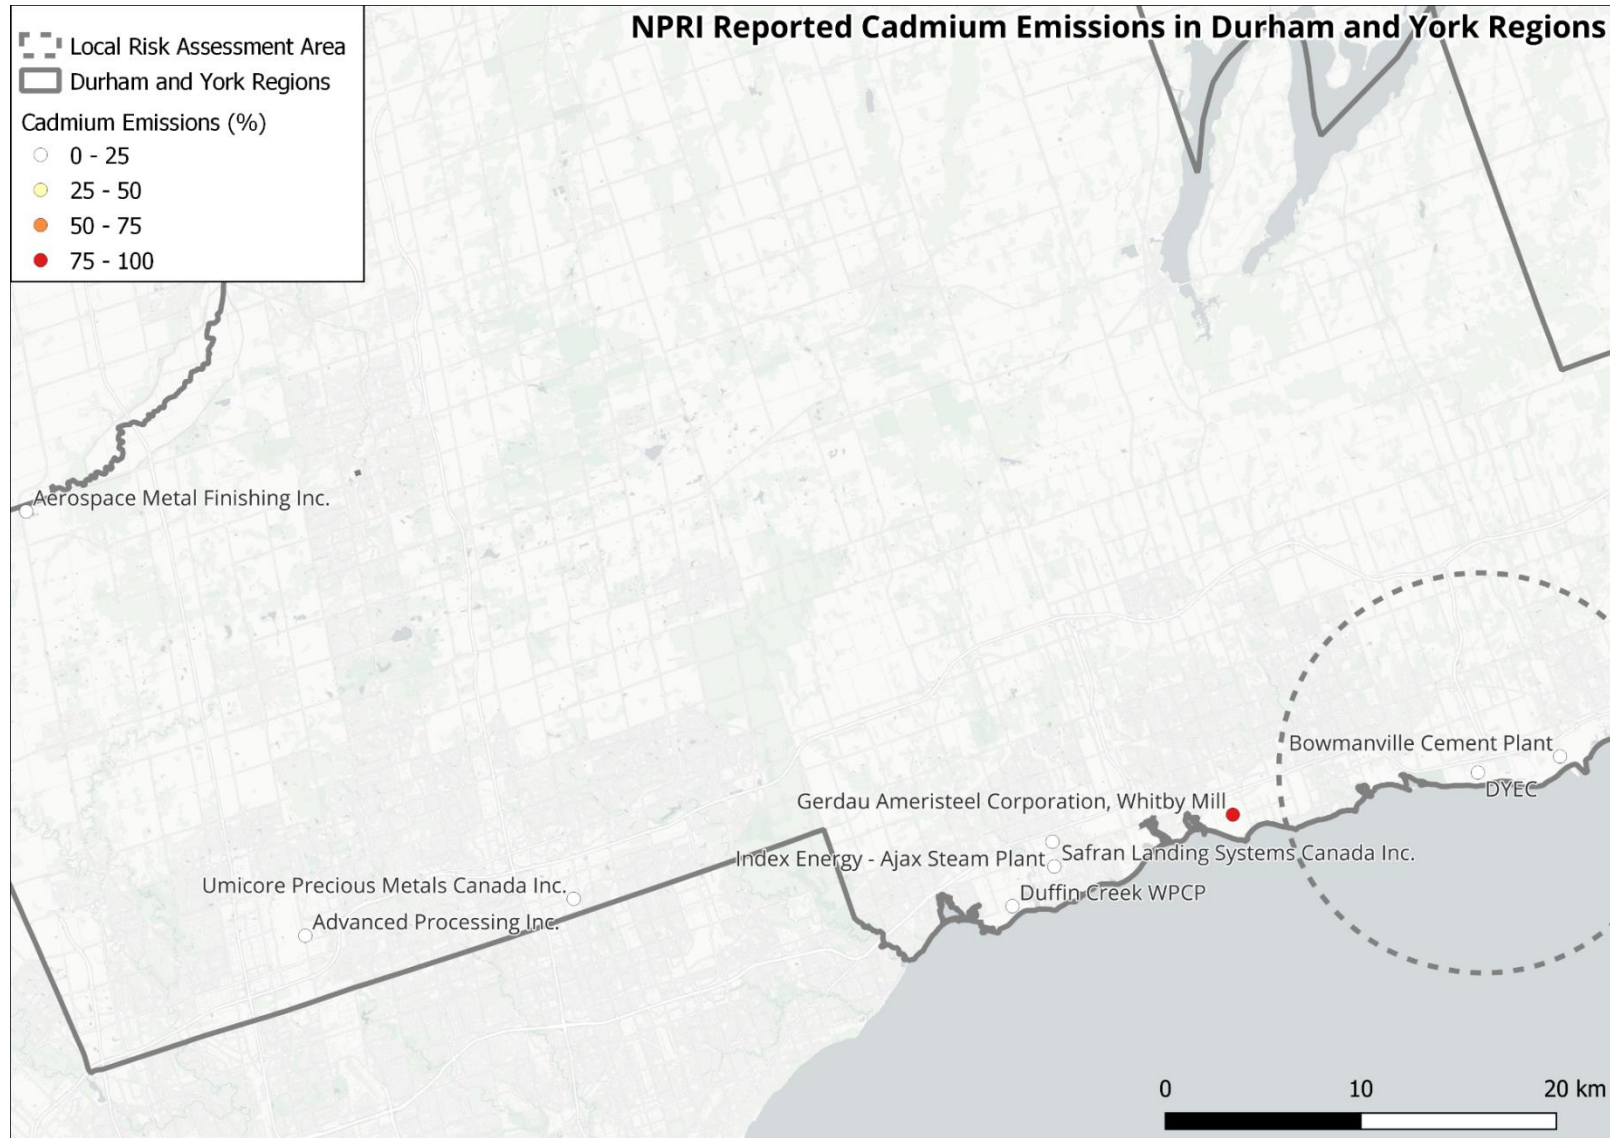 NPRI Reported Cadmium Emissions in Durham and York Regions
Local Risk Assessment Area
Durham and York Regions
Cadmium Emissions (%)
0 - 25
25 - 50
50 - 75
75 - 100
Aerospace Metal Finishing Inc.
Bowmanville Cement Plant
DYEC
Gerdau Ameristeel Corporation, Whitby Mill
Safran Landing Systems Canada Inc.
Index Energy - Ajax Steam Plant
Duffin Creek WPCP
Umicore Precious Metals Canada Inc.
Advanced Processing Inc.
0 10 20 km